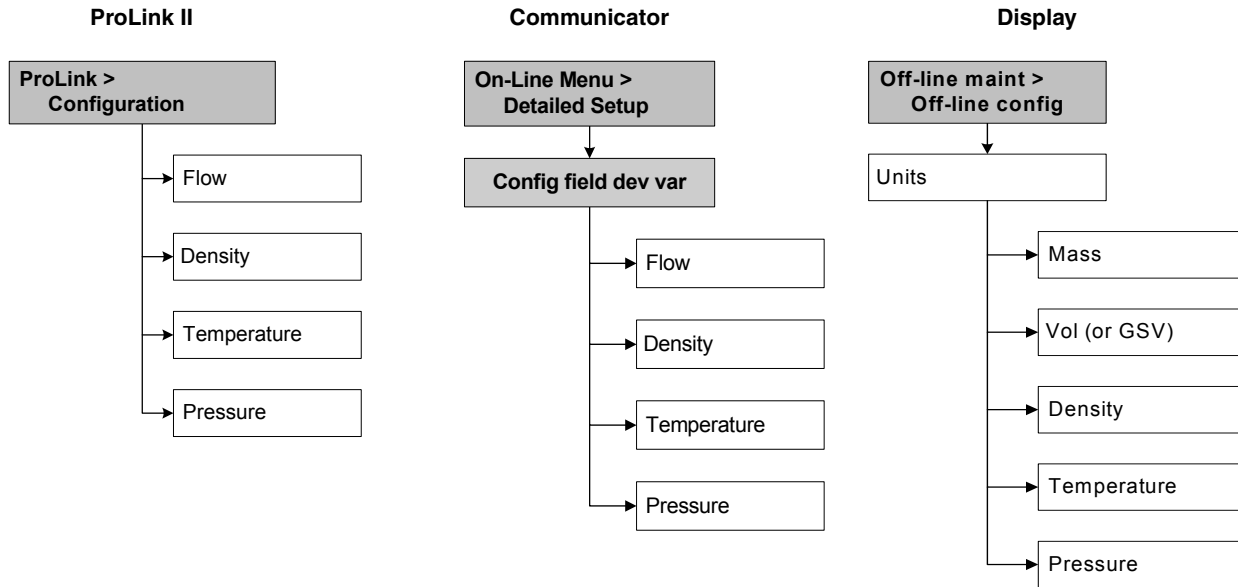 ProLink II
ProLink >
Configuration
Flow
Density
Temperature
Pressure
Communicator
On-Line Menu >
Detailed Setup
Config field dev var
Flow
Density
Temperature
Pressure
Display
Off-line maint >
Off-line config
Units
Mass
Vol (or GSV)
Density
Temperature
Pressure